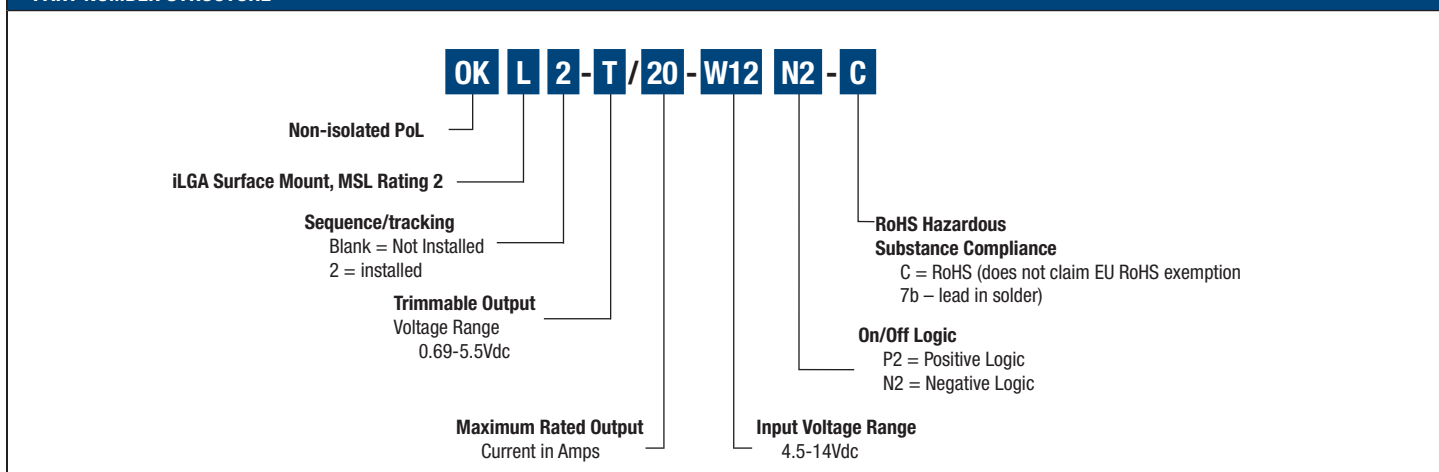 OK L 2 - T / 20 - W12 N2 - C
Non-isolated PoL
iLGA Surface Mount, MSL Rating 2
Sequence/tracking
Blank = Not Installed
2 = installed
Trimmable Output
Voltage Range
0.69-5.5Vdc
Maximum Rated Output
Current in Amps
Input Voltage Range
4.5-14Vdc
On/Off Logic
P2 = Positive Logic
N2 = Negative Logic
RoHS Hazardous
Substance Compliance
C = RoHS (does not claim EU RoHS exemption
7b – lead in solder)